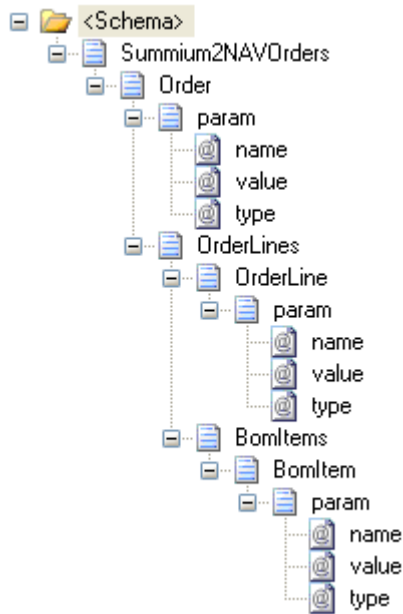 <Schema>
Summium2NAVOrders
Order
param
name
value
type
OrderLines
OrderLine
param
name
value
type
BomItems
BomItem
param
name
value
type